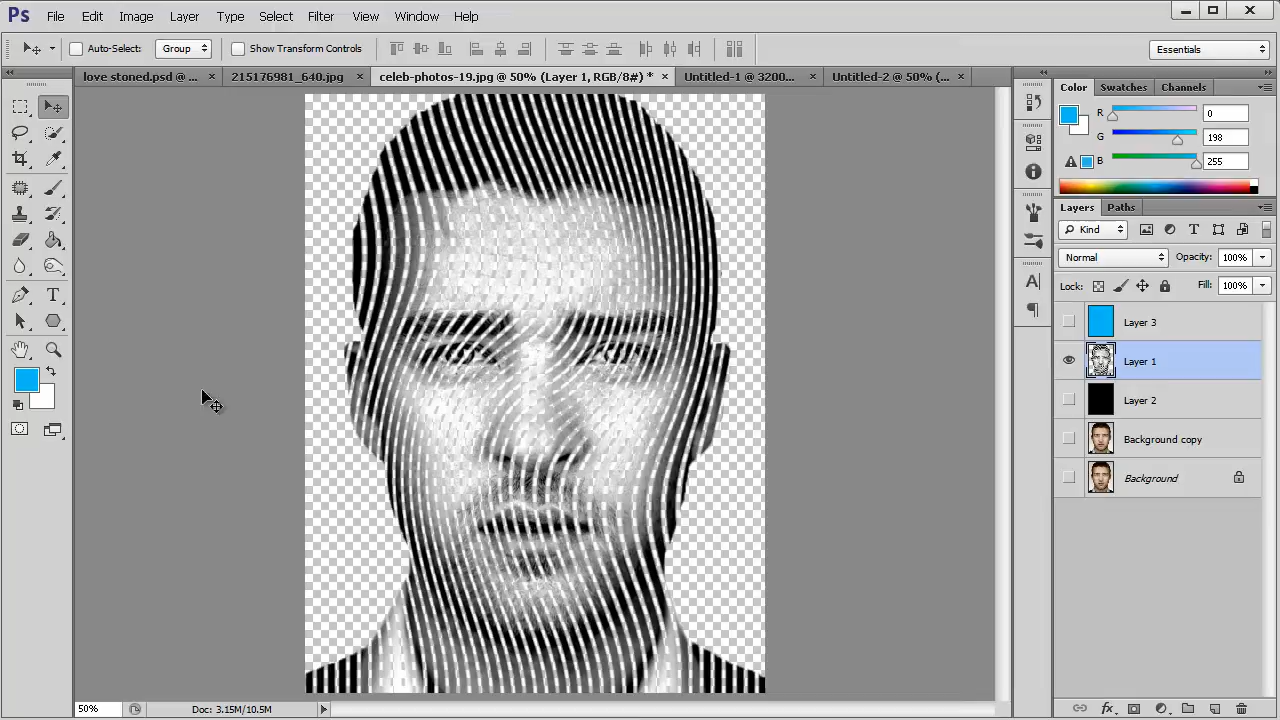 Ps File Edit Image Layer Type Select Filter View Window Help
Auto-Select: Group Show Transform Controls Essentials
love stoned.psd @ ... × 215176981_640.jpg × celeb-photos-19.jpg @ 50% (Layer 1, RGB/8#) * × Untitled-1 @ 3200... × Untitled-2 @ 50% (... ×
Color Swatches Channels
R 0
G 198
B 255
Layers Paths
Kind
Normal Opacity: 100%
Lock: Fill: 100%
Layer 3
Layer 1
Layer 2
Background copy
Background
50% Doc: 3.15M/10.5M